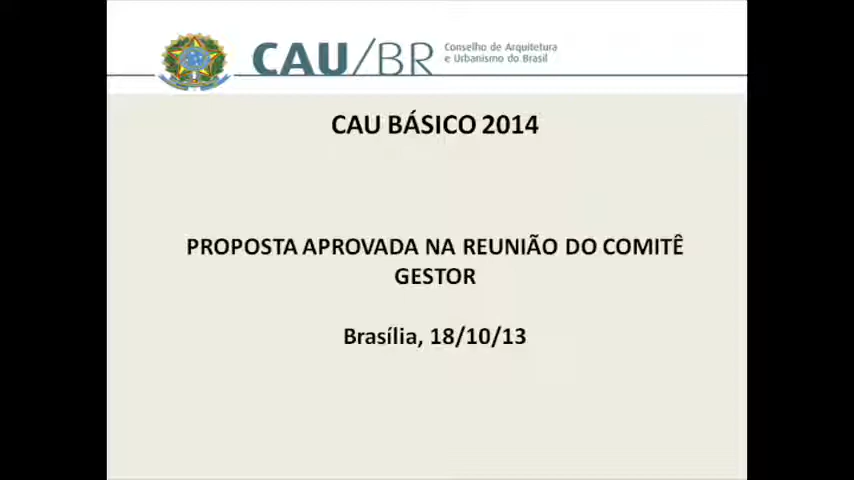 CAU/BR Conselho de Arquitetura
e Urbanismo do Brasil
CAU BÁSICO 2014
PROPOSTA APROVADA NA REUNIÃO DO COMITÊ
GESTOR
Brasília, 18/10/13